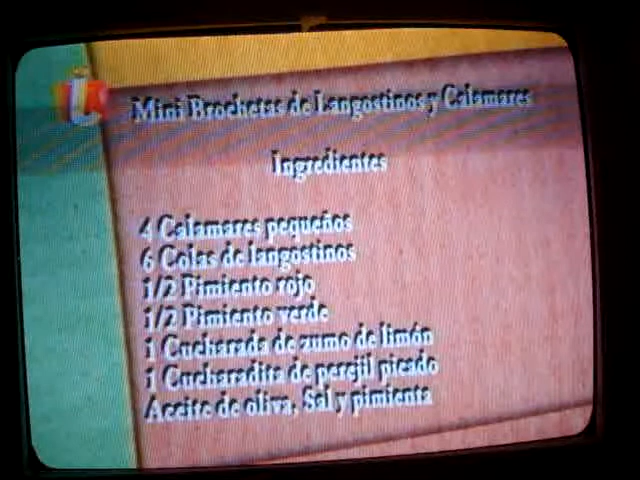 Mini Brochetas de Langostinos y Calamares
Ingredientes
4 Calamares pequeños
6 Colas de langostinos
1/2 Pimiento rojo
1/2 Pimiento verde
1 Cucharada de zumo de limón
1 Cucharadita de perejil picado
Aceite de oliva, Sal y pimienta